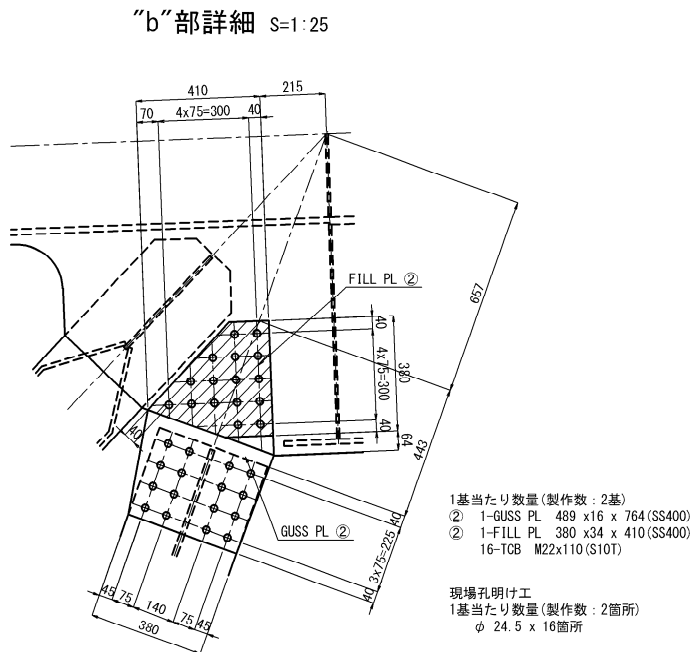 "b"部詳細 S=1:25
410
215
70
4x75=300
40
FILL PL ②
657
40
4x75=300
380
40
64
443
40
GUSS PL ②
40
3x75=225
40
45
75
140
75
45
380
1基当たり数量(製作数：2基)
② 1-GUSS PL 489 x16 x 764(SS400)
② 1-FILL PL 380 x34 x 410(SS400)
16-TCB M22x110(S10T)
現場孔明け工
1基当たり数量(製作数：2箇所)
φ 24.5 x 16箇所